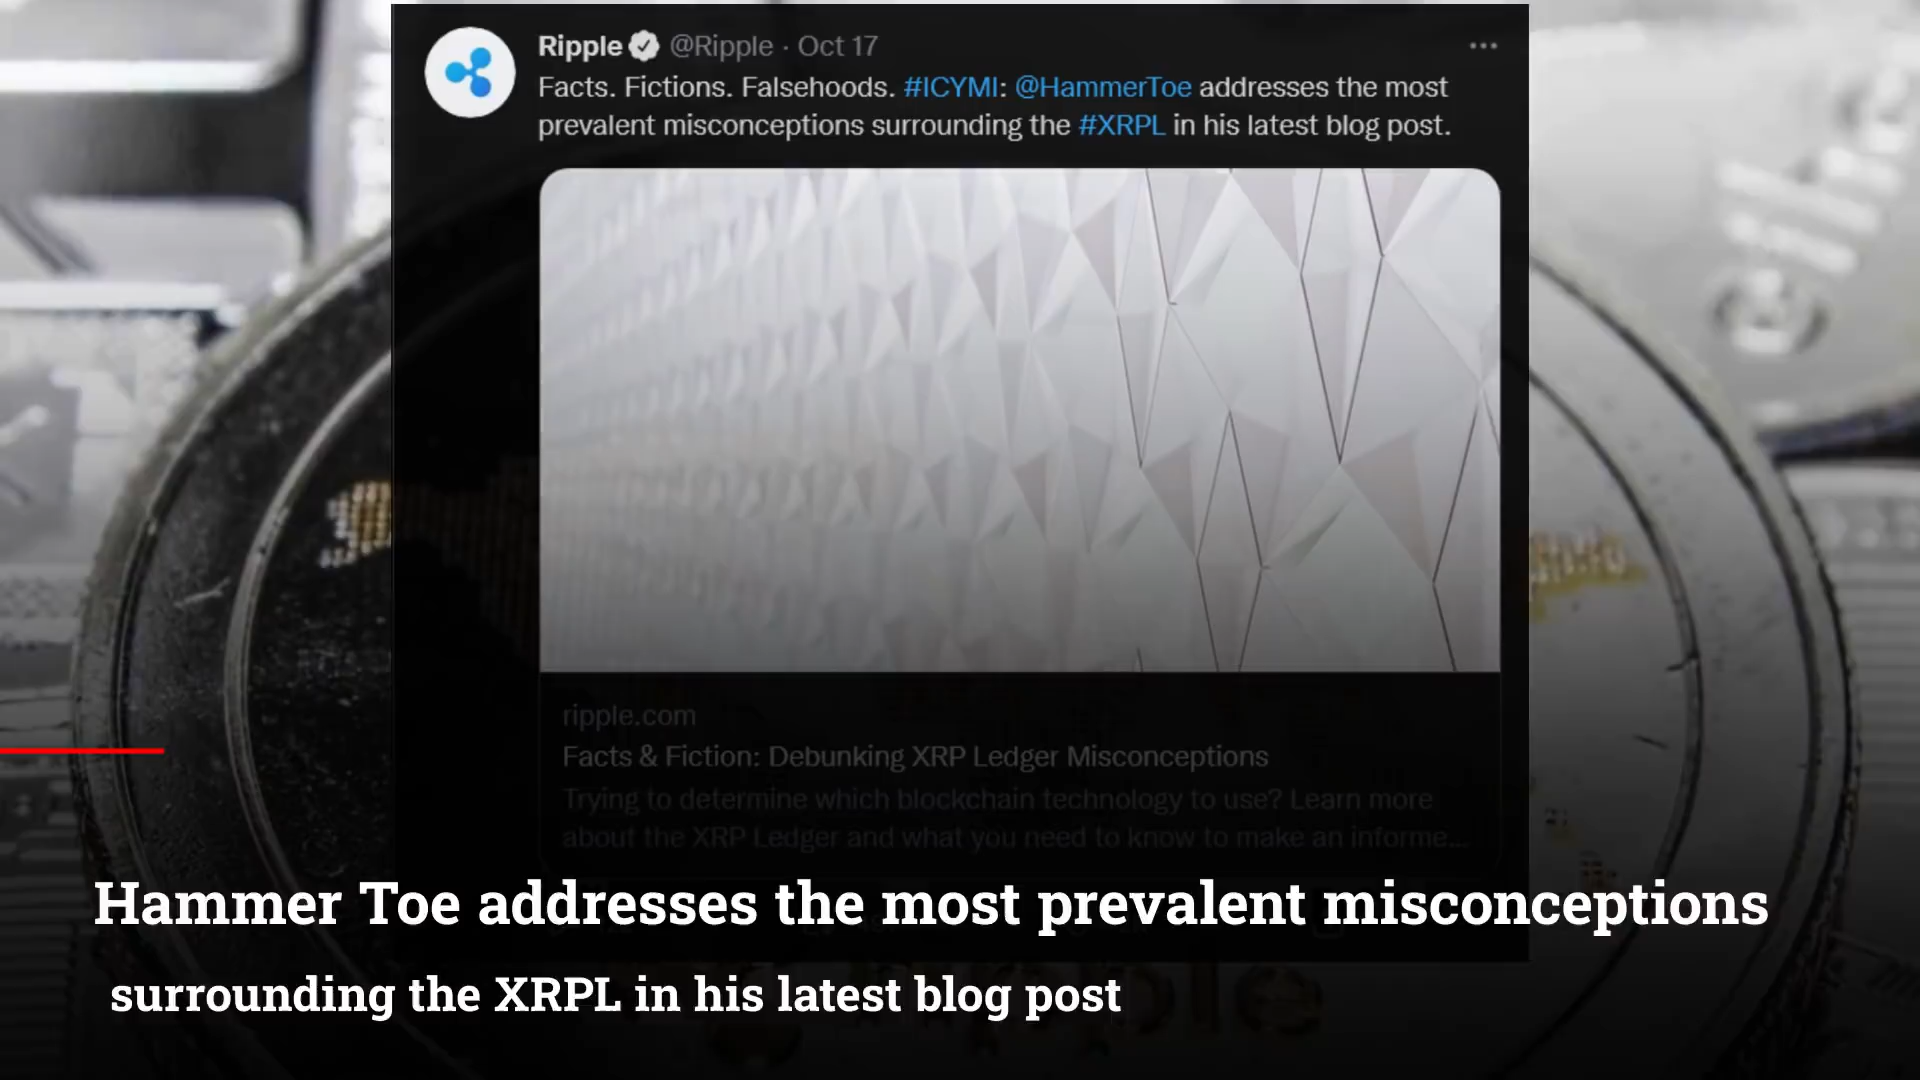 Ripple @Ripple · Oct 17
Facts. Fictions. Falsehoods. #ICYMI: @HammerToe addresses the most
prevalent misconceptions surrounding the #XRPL in his latest blog post.
ripple.com
Facts & Fiction: Debunking XRP Ledger Misconceptions
Trying to determine which blockchain technology to use? Learn more
about the XRP Ledger and what you need to know to make an informe...
Hammer Toe addresses the most prevalent misconceptions
surrounding the XRPL in his latest blog post